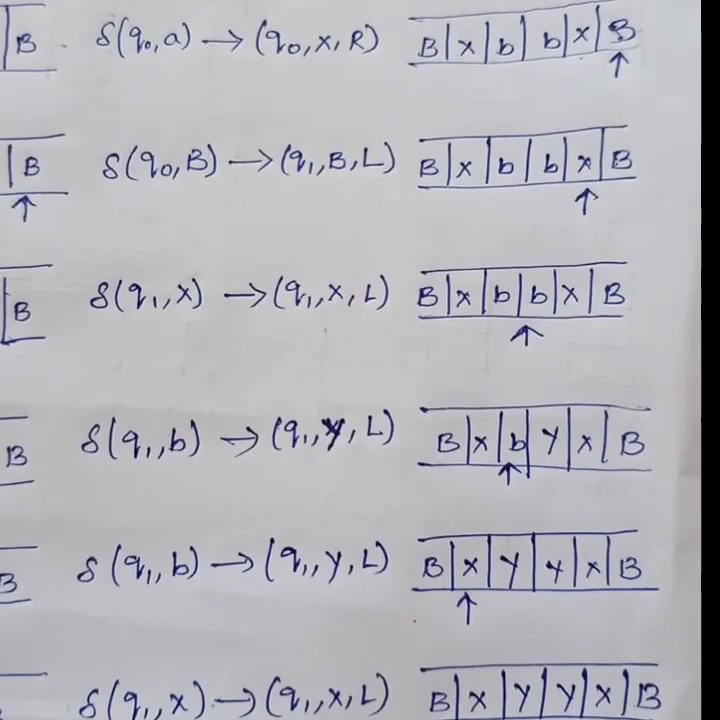 B δ(q₀,a) → (q₀,x,R) B|x|b|b|x|B
↑
|B δ(q₀,B) → (q₁,B,L) B|x|b|b|x|B
↑ ↑
B δ(q₁,x) → (q₁,x,L) B|x|b|b|x|B
↑
B δ(q₁,b) → (q₁,y,L) B|x|b|y|x|B
↑
B δ(q₁,b) → (q₁,y,L) B|x|y|y|x|B
↑
δ(q₁,x) → (q₁,x,L) B|x|y|y|x|B